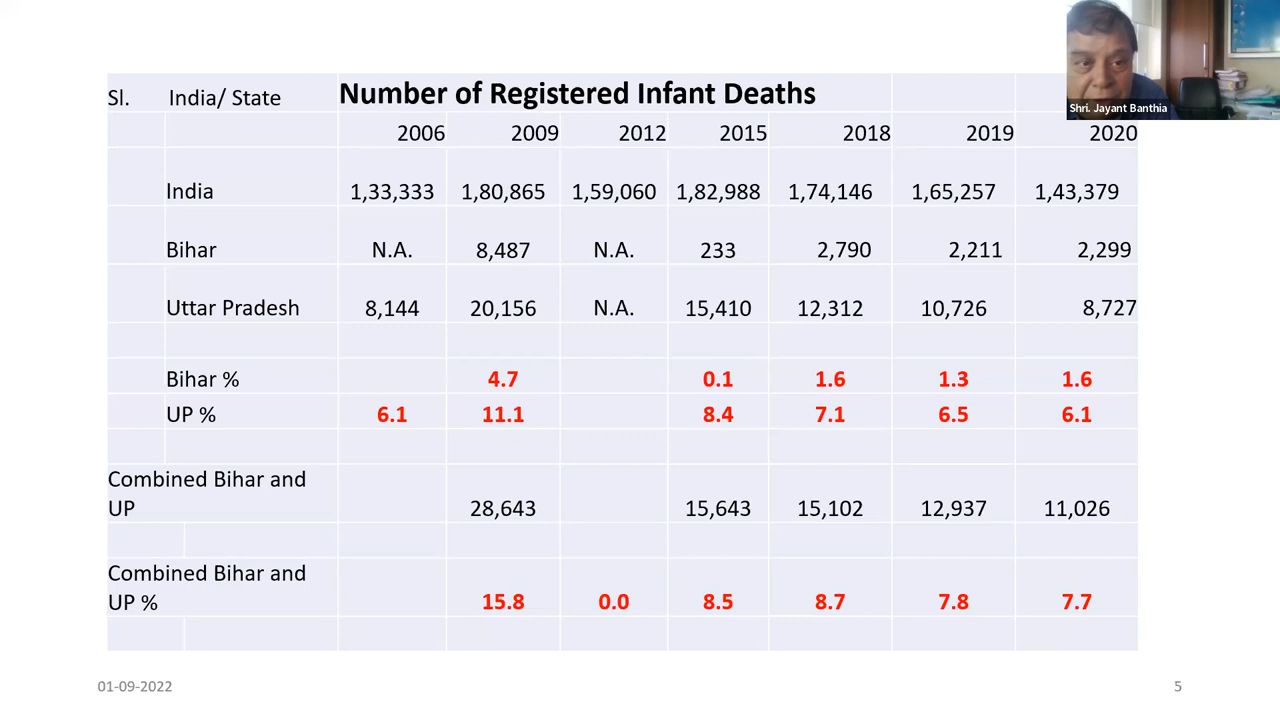 Sl. India/ State Number of Registered Infant Deaths
Shri. Jayant Banthia
2006 2009 2012 2015 2018 2019 2020
India 1,33,333 1,80,865 1,59,060 1,82,988 1,74,146 1,65,257 1,43,379
Bihar N.A. 8,487 N.A. 233 2,790 2,211 2,299
Uttar Pradesh 8,144 20,156 N.A. 15,410 12,312 10,726 8,727
Bihar % 4.7 0.1 1.6 1.3 1.6
UP % 6.1 11.1 8.4 7.1 6.5 6.1
Combined Bihar and
UP 28,643 15,643 15,102 12,937 11,026
Combined Bihar and
UP % 15.8 0.0 8.5 8.7 7.8 7.7
01-09-2022 5